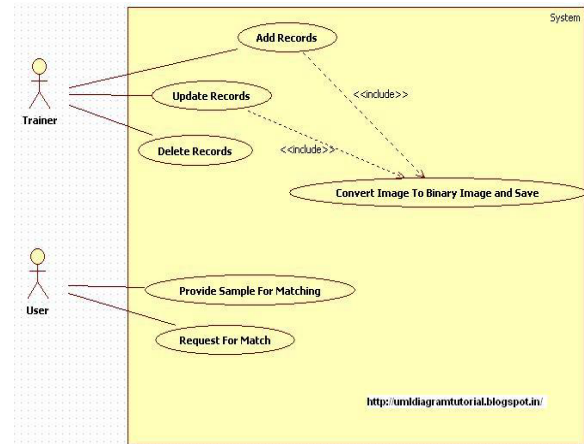 System
Add Records
<<include>>
Update Records
Trainer
Delete Records
<<include>>
Convert Image To Binary Image and Save
Provide Sample For Matching
User
Request For Match
http://umldiagramtutorial.blogspot.in/